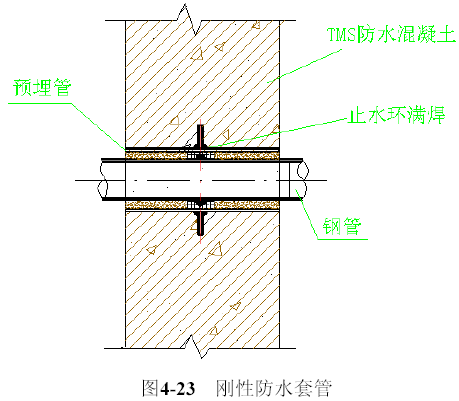 TMS防水混凝土
预埋管
止水环满焊
钢管
图4-23 刚性防水套管